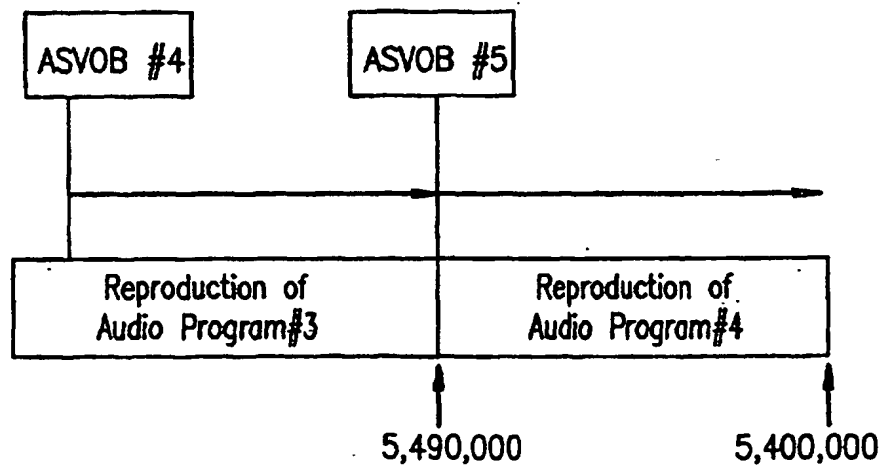 ASVOB #4
ASVOB #5
Reproduction of
Audio Program#3
Reproduction of
Audio Program#4
5,490,000
5,400,000